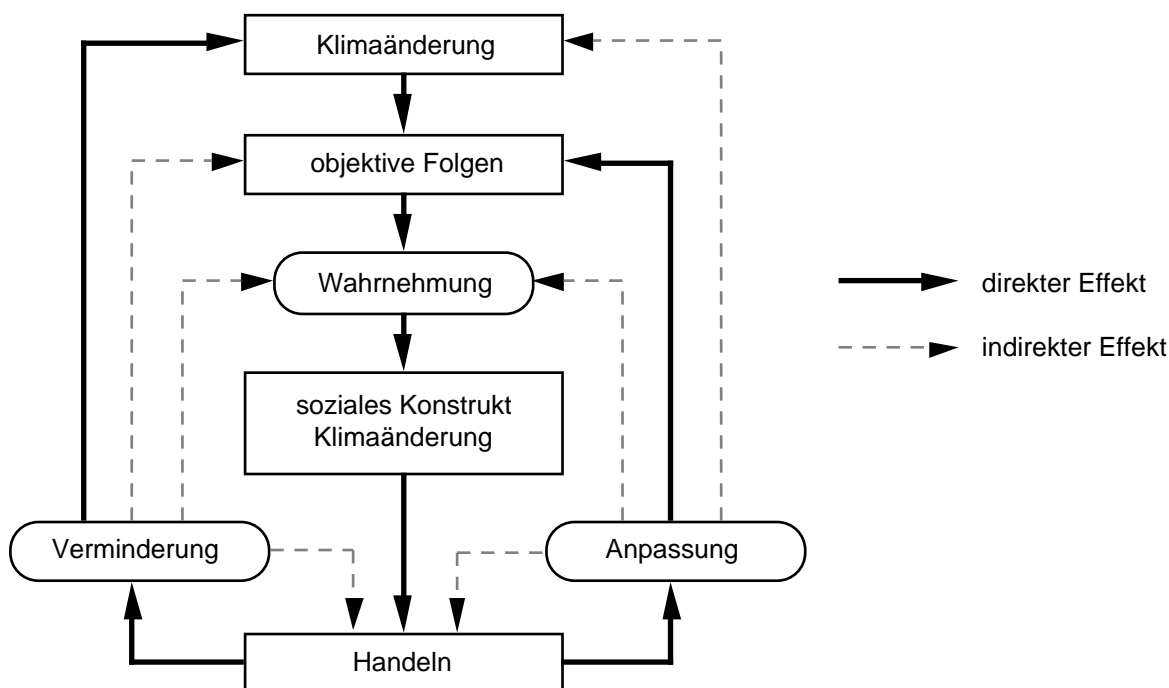 Klimaänderung
objektive Folgen
Wahrnehmung
direkter Effekt
indirekter Effekt
soziales Konstrukt
Klimaänderung
Verminderung
Anpassung
Handeln